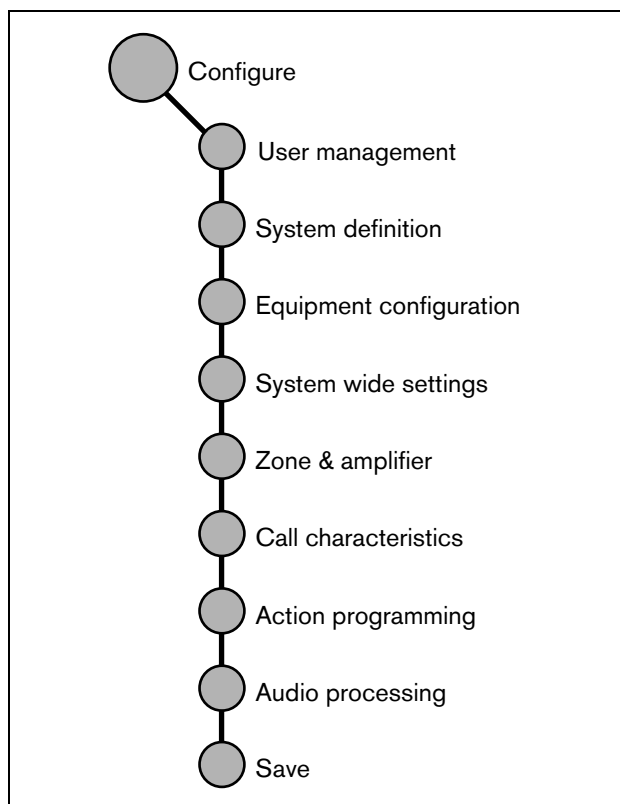 Configure
User management
System definition
Equipment configuration
System wide settings
Zone & amplifier
Call characteristics
Action programming
Audio processing
Save